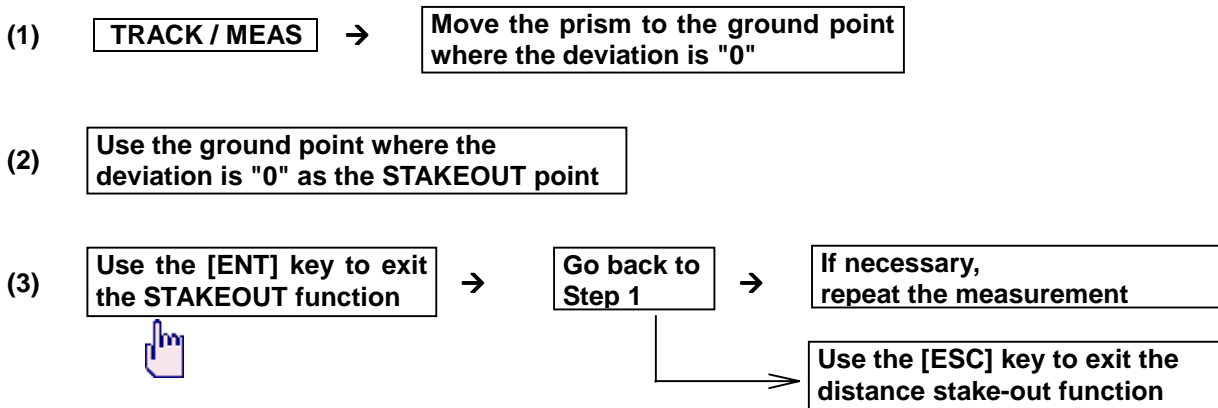 (1) TRACK / MEAS → Move the prism to the ground point
where the deviation is "0"
(2) Use the ground point where the
deviation is "0" as the STAKEOUT point
(3) Use the [ENT] key to exit
the STAKEOUT function → Go back to
Step 1 → If necessary,
repeat the measurement
Use the [ESC] key to exit the
distance stake-out function